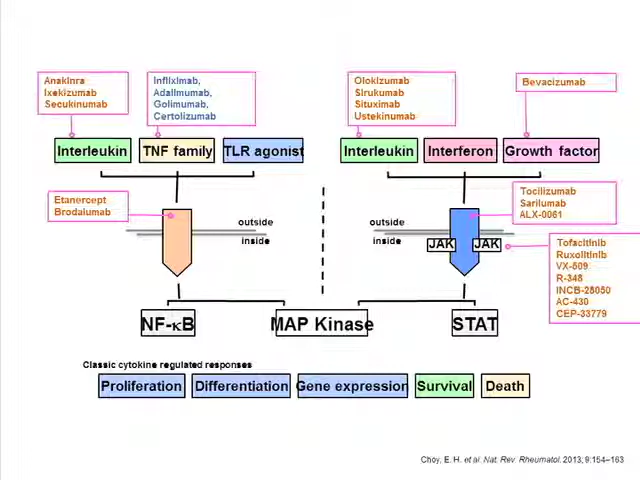 Anakinra
Ixekizumab
Secukinumab
Infliximab,
Adalimumab,
Golimumab,
Certolizumab
Olokizumab
Sirukumab
Situximab
Ustekinumab
Bevacizumab
Interleukin
TNF family
TLR agonist
Interleukin
Interferon
Growth factor
Etanercept
Brodalumab
Tocilizumab
Sarilumab
ALX-0061
outside
inside
outside
inside
JAK
JAK
Tofacitinib
Ruxolitinib
VX-509
R-348
INCB-28050
AC-430
CEP-33779
NF-κB
MAP Kinase
STAT
Classic cytokine regulated responses
Proliferation
Differentiation
Gene expression
Survival
Death
Choy, E. H. et al. Nat. Rev. Rheumatol. 2013; 9:154–163